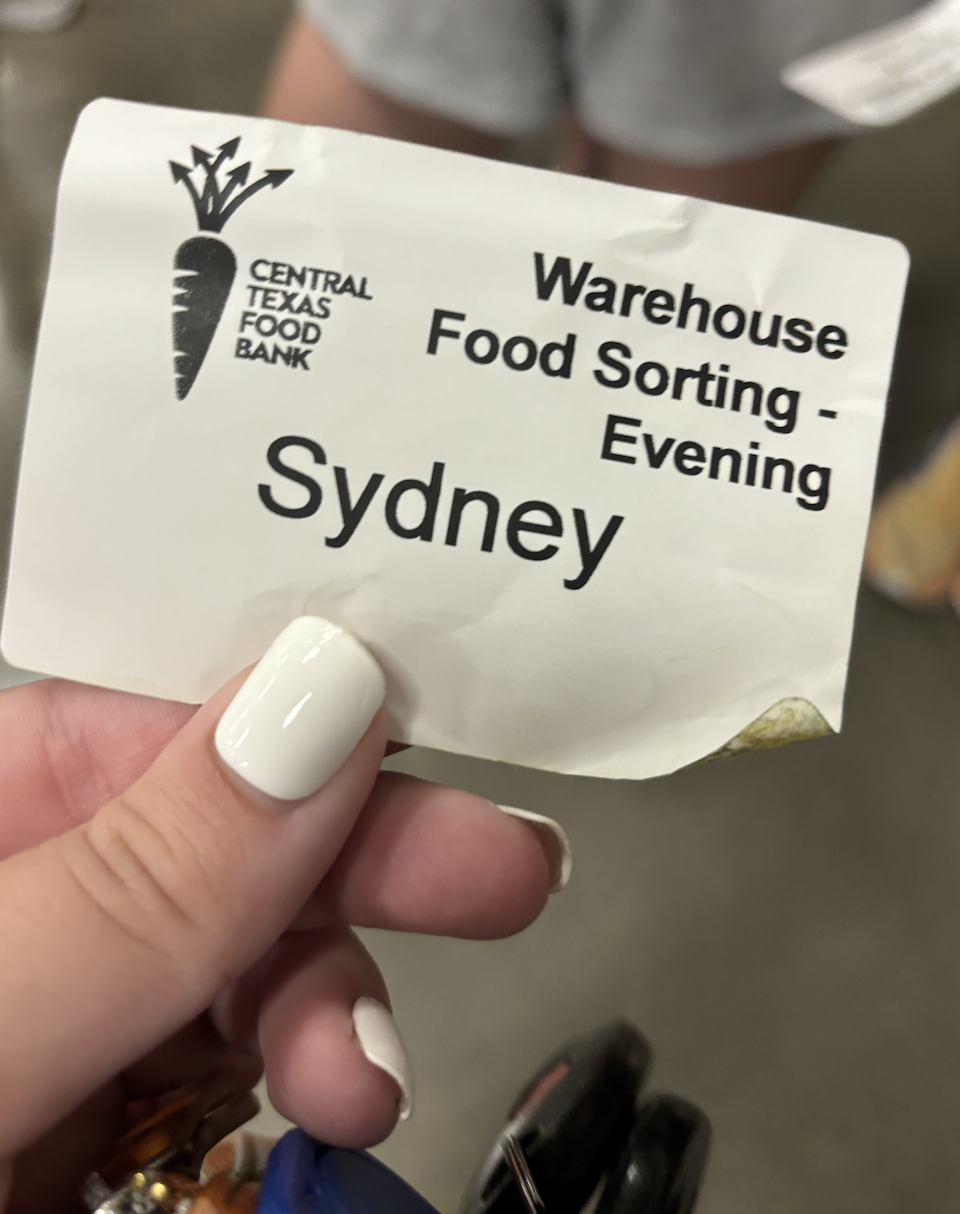 CENTRAL
TEXAS
FOOD
BANK
Warehouse
Food Sorting -
Evening
Sydney